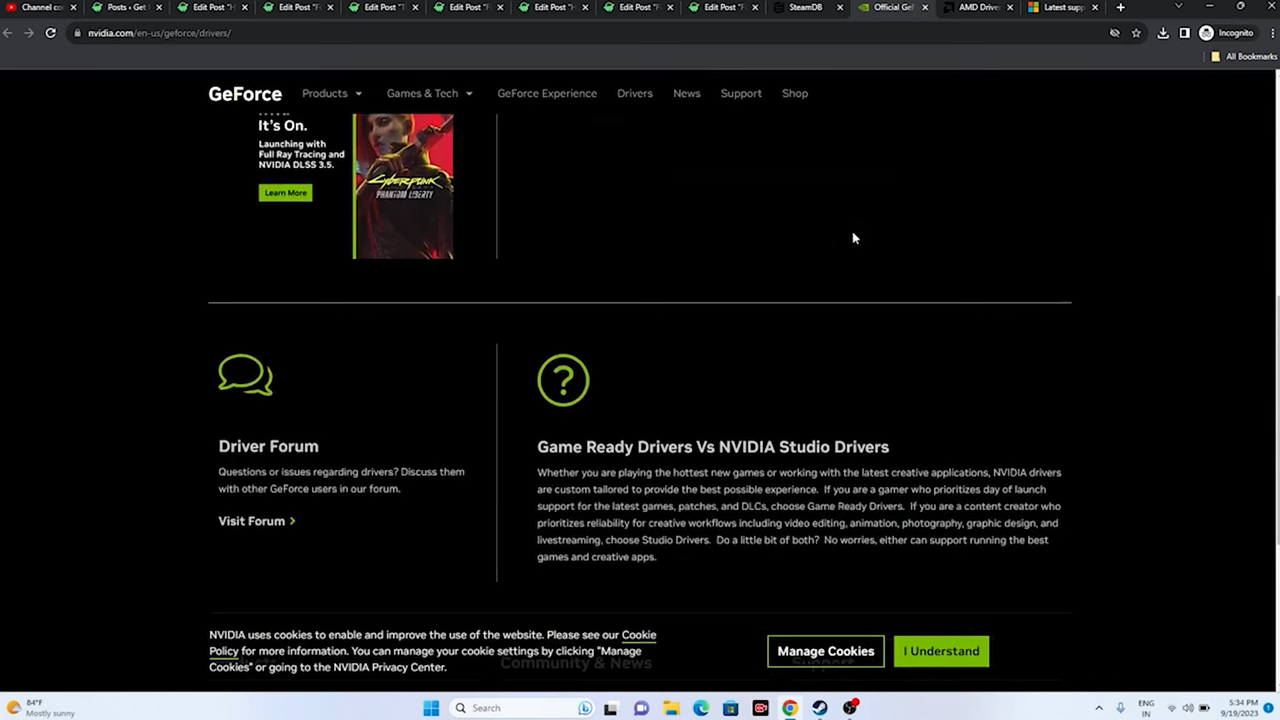 Channel co
Posts ‹ Get
Edit Post "H
Edit Post "F
Edit Post "T
Edit Post "F
Edit Post "H
Edit Post "F
Edit Post "F
SteamDB
Official GeF
AMD Driver
Latest supp
nvidia.com/en-us/geforce/drivers/
Incognito
All Bookmarks
GeForce
Products
Games & Tech
GeForce Experience
Drivers
News
Support
Shop
It's On.
Launching with
Full Ray Tracing and
NVIDIA DLSS 3.5.
Learn More
Cyberpunk
PHANTOM LIBERTY
Driver Forum
Questions or issues regarding drivers? Discuss them
with other GeForce users in our forum.
Visit Forum
Game Ready Drivers Vs NVIDIA Studio Drivers
Whether you are playing the hottest new games or working with the latest creative applications, NVIDIA drivers
are custom tailored to provide the best possible experience. If you are a gamer who prioritizes day of launch
support for the latest games, patches, and DLCs, choose Game Ready Drivers. If you are a content creator who
prioritizes reliability for creative workflows including video editing, animation, photography, graphic design, and
livestreaming, choose Studio Drivers. Do a little bit of both? No worries, either can support running the best
games and creative apps.
NVIDIA uses cookies to enable and improve the use of the website. Please see our Cookie
Policy for more information. You can manage your cookie settings by clicking "Manage
Cookies" or going to the NVIDIA Privacy Center.
Manage Cookies
I Understand
Community & News
Support
84°F
Mostly sunny
Search
ENG
IN
5:34 PM
9/19/2023